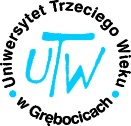 Uniwersytet Trzeciego Wieku
UTW
• w Grębocicach •